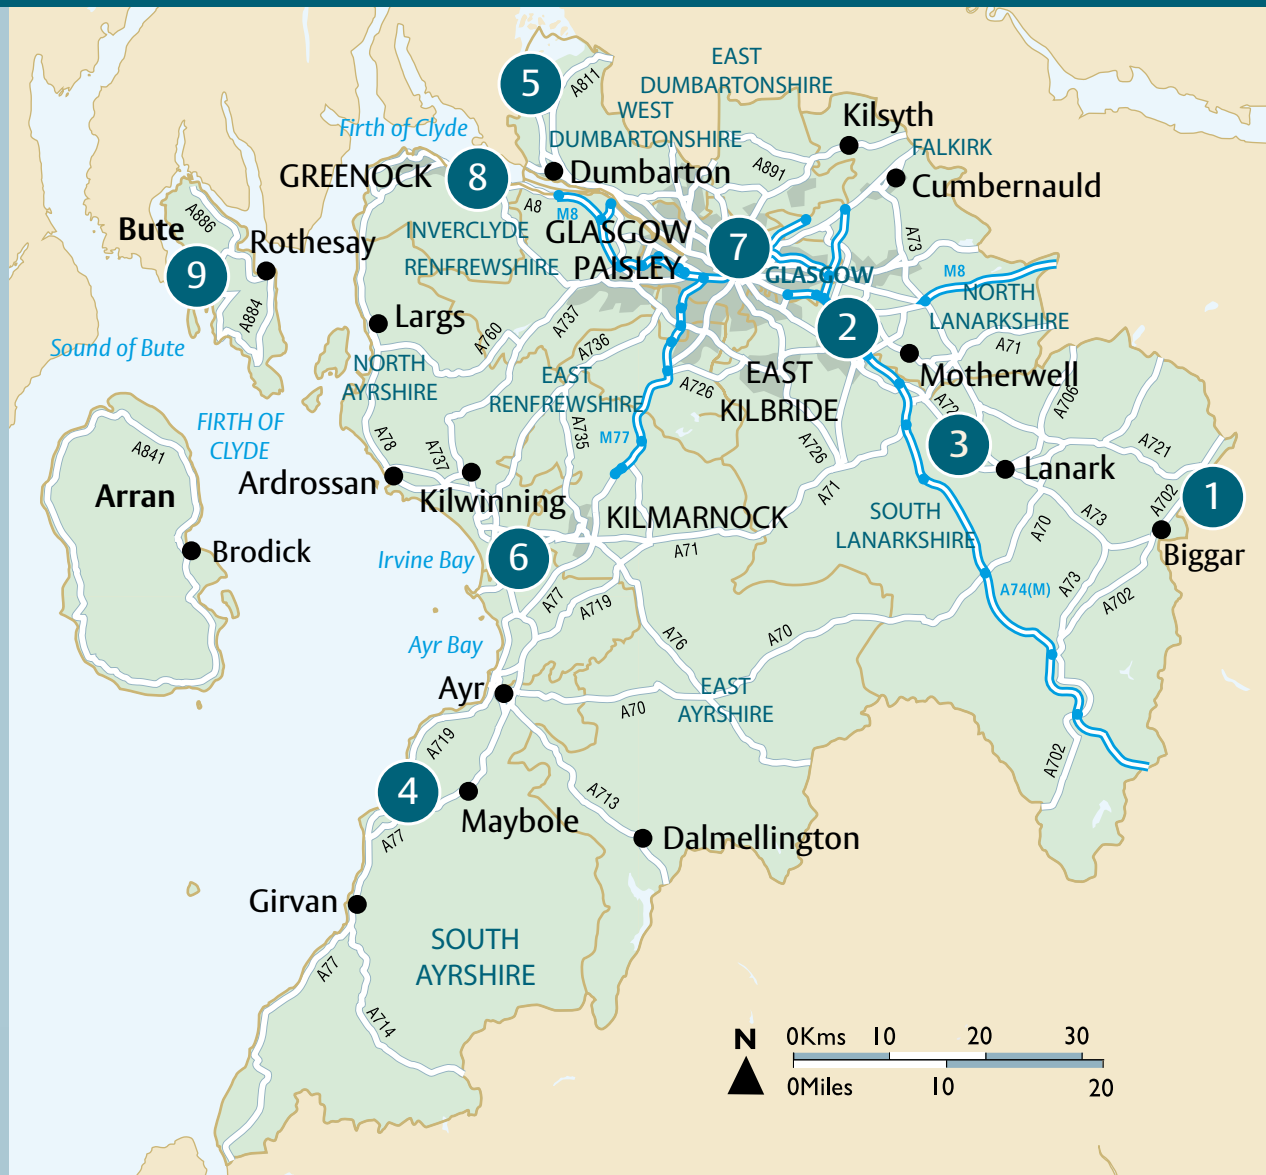 EAST
DUMBARTONSHIRE
5
A811
WEST
DUMBARTONSHIRE
Kilsyth
Firth of Clyde
FALKIRK
GREENOCK
8
Dumbarton
A891
Cumbernauld
A8
M8
A886
Bute
Rothesay
INVERCLYDE
GLASGOW
7
A73
RENFREWSHIRE
PAISLEY
GLASGOW
M8
9
NORTH
LANARKSHIRE
A884
Largs
A737
A760
2
Sound of Bute
A736
A71
NORTH
AYRSHIRE
EAST
RENFREWSHIRE
A726
EAST
KILBRIDE
Motherwell
A706
A72
FIRTH OF
CLYDE
A78
A737
A735
M77
A726
3
A721
A841
Arran
Ardrossan
Kilwinning
A71
Lanark
1
A702
KILMARNOCK
SOUTH
LANARKSHIRE
A70
A73
Brodick
Irvine Bay
6
A71
Biggar
A77
A719
A74(M)
A73
A702
Ayr Bay
A76
A70
Ayr
A70
EAST
AYRSHIRE
A719
A702
4
Maybole
A713
A77
Dalmellington
Girvan
SOUTH
AYRSHIRE
A77
A714
N
0Kms 10 20 30
0Miles 10 20